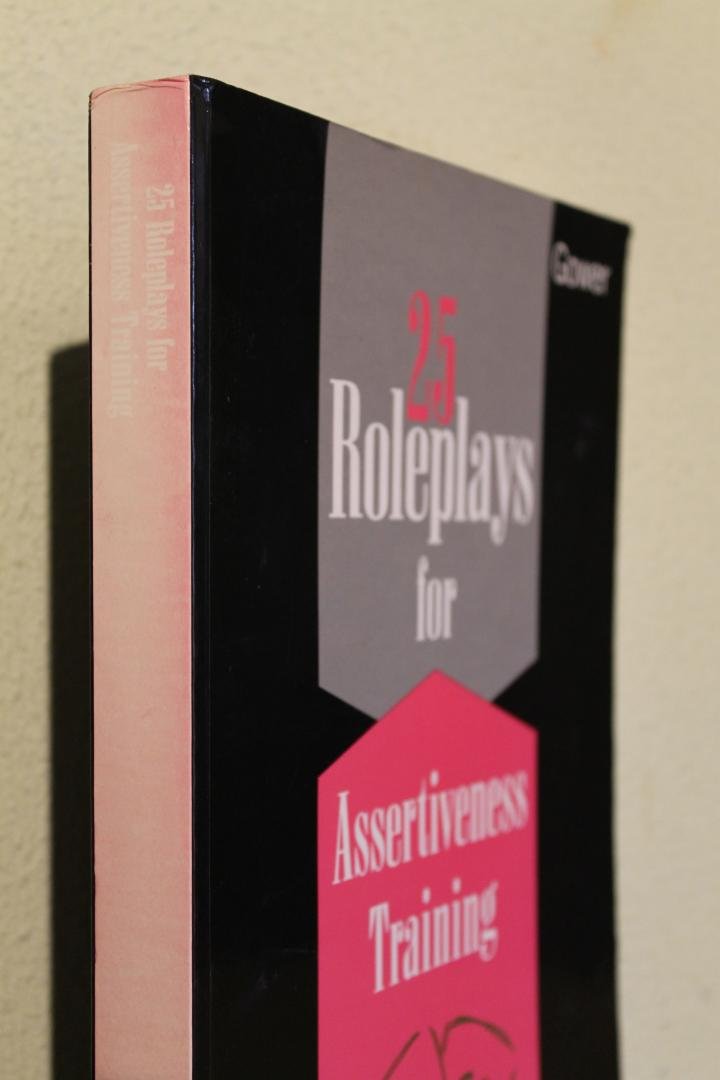 25 Roleplays for
Assertiveness Training
Gower
25
Roleplays
for
Assertiveness
Training